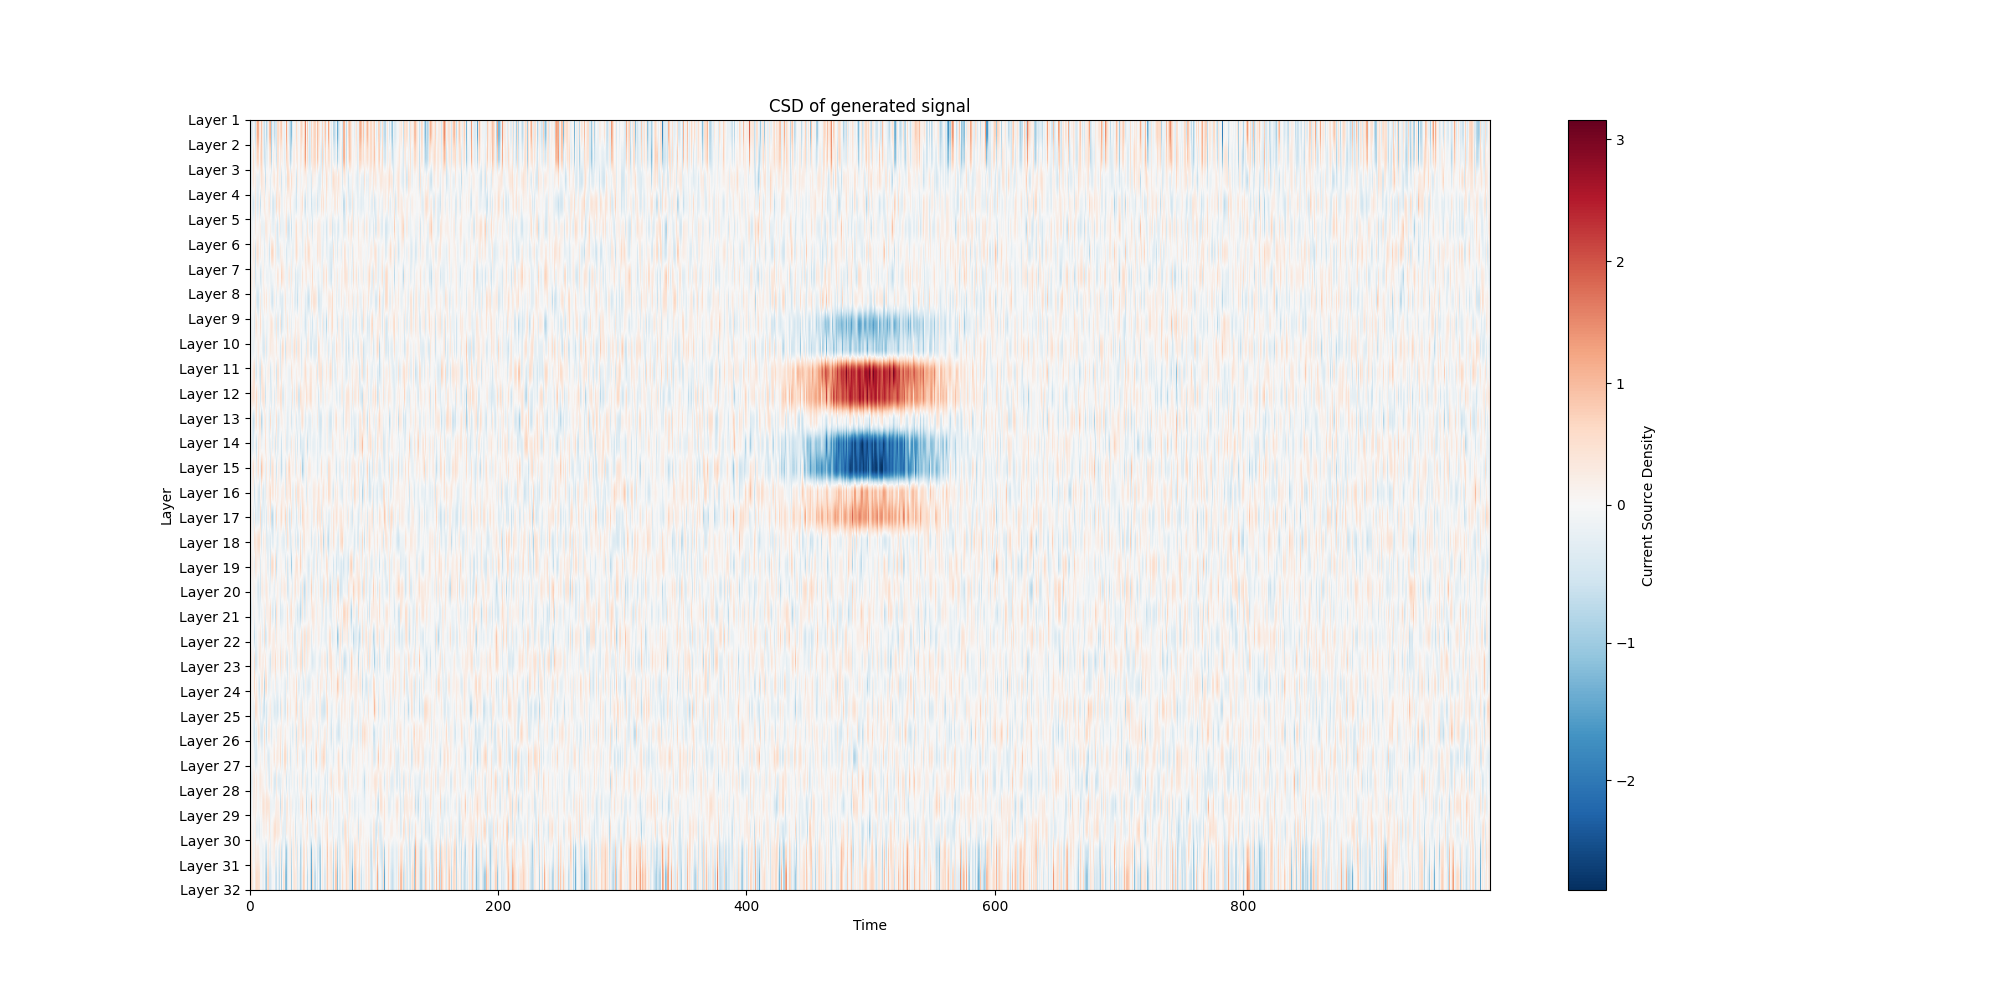 CSD of generated signal
Layer 1
Layer 2
Layer 3
Layer 4
Layer 5
Layer 6
Layer 7
Layer 8
Layer 9
Layer 10
Layer 11
Layer 12
Layer 13
Layer 14
Layer 15
Layer 16
Layer 17
Layer 18
Layer 19
Layer 20
Layer 21
Layer 22
Layer 23
Layer 24
Layer 25
Layer 26
Layer 27
Layer 28
Layer 29
Layer 30
Layer 31
Layer 32
Layer
0 200 400 600 800
Time
3
2
1
0
−1
−2
Current Source Density